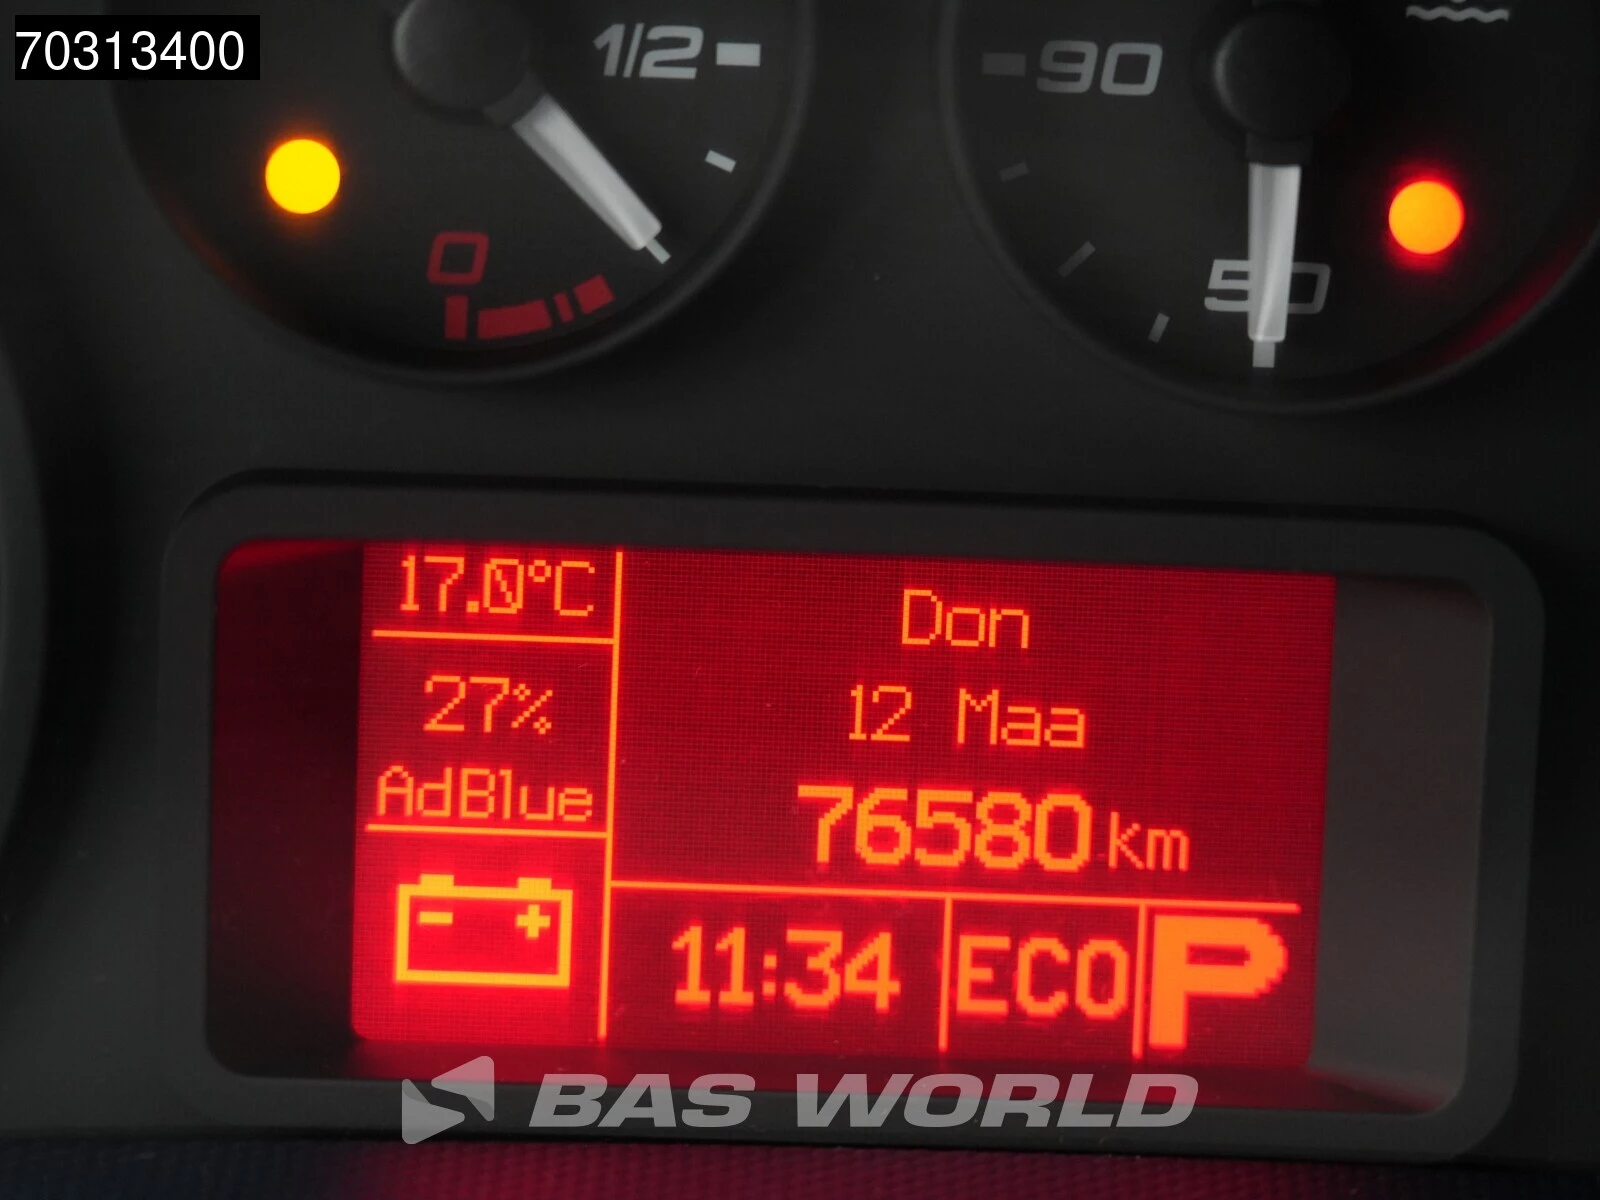 70313400
1/2
90
0
50
17.0°C
Don
27%
12 Maa
AdBlue
76580 km
- +
11:34
ECO
P
BAS WORLD